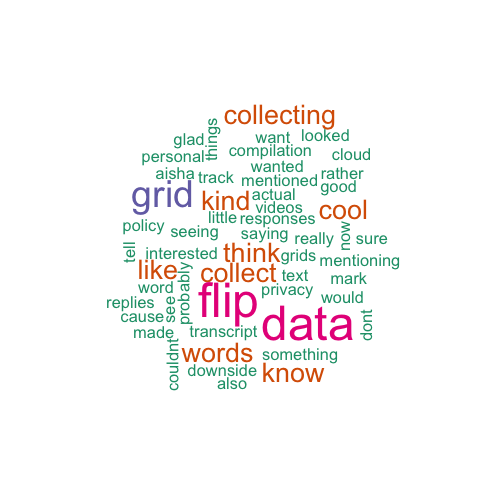 collecting
things
glad
want
looked
personal
compilation
cloud
aisha
track
wanted
mentioned
rather
good
grid
kind
actual
videos
cool
little
responses
policy
seeing
saying
really
now
sure
tell
interested
think
grids
mentioning
like
collect
text
mark
word
probably
privacy
would
replies
see
flip
data
cause
made
transcript
dont
words
something
couldnt
downside
know
also